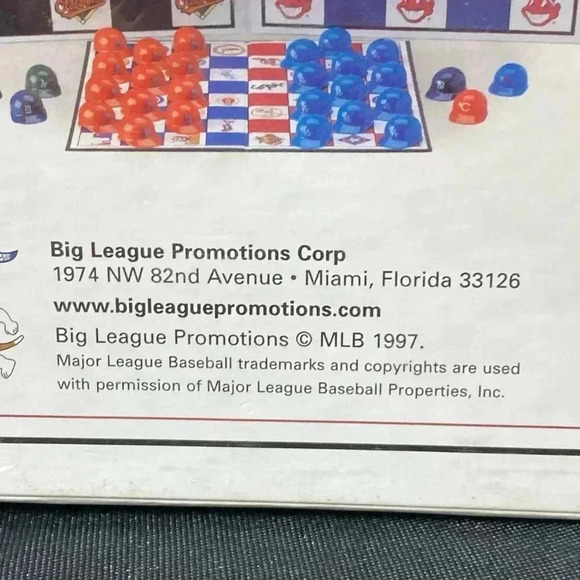 Big League Promotions Corp
1974 NW 82nd Avenue • Miami, Florida 33126
www.bigleaguepromotions.com
Big League Promotions © MLB 1997.
Major League Baseball trademarks and copyrights are used
with permission of Major League Baseball Properties, Inc.